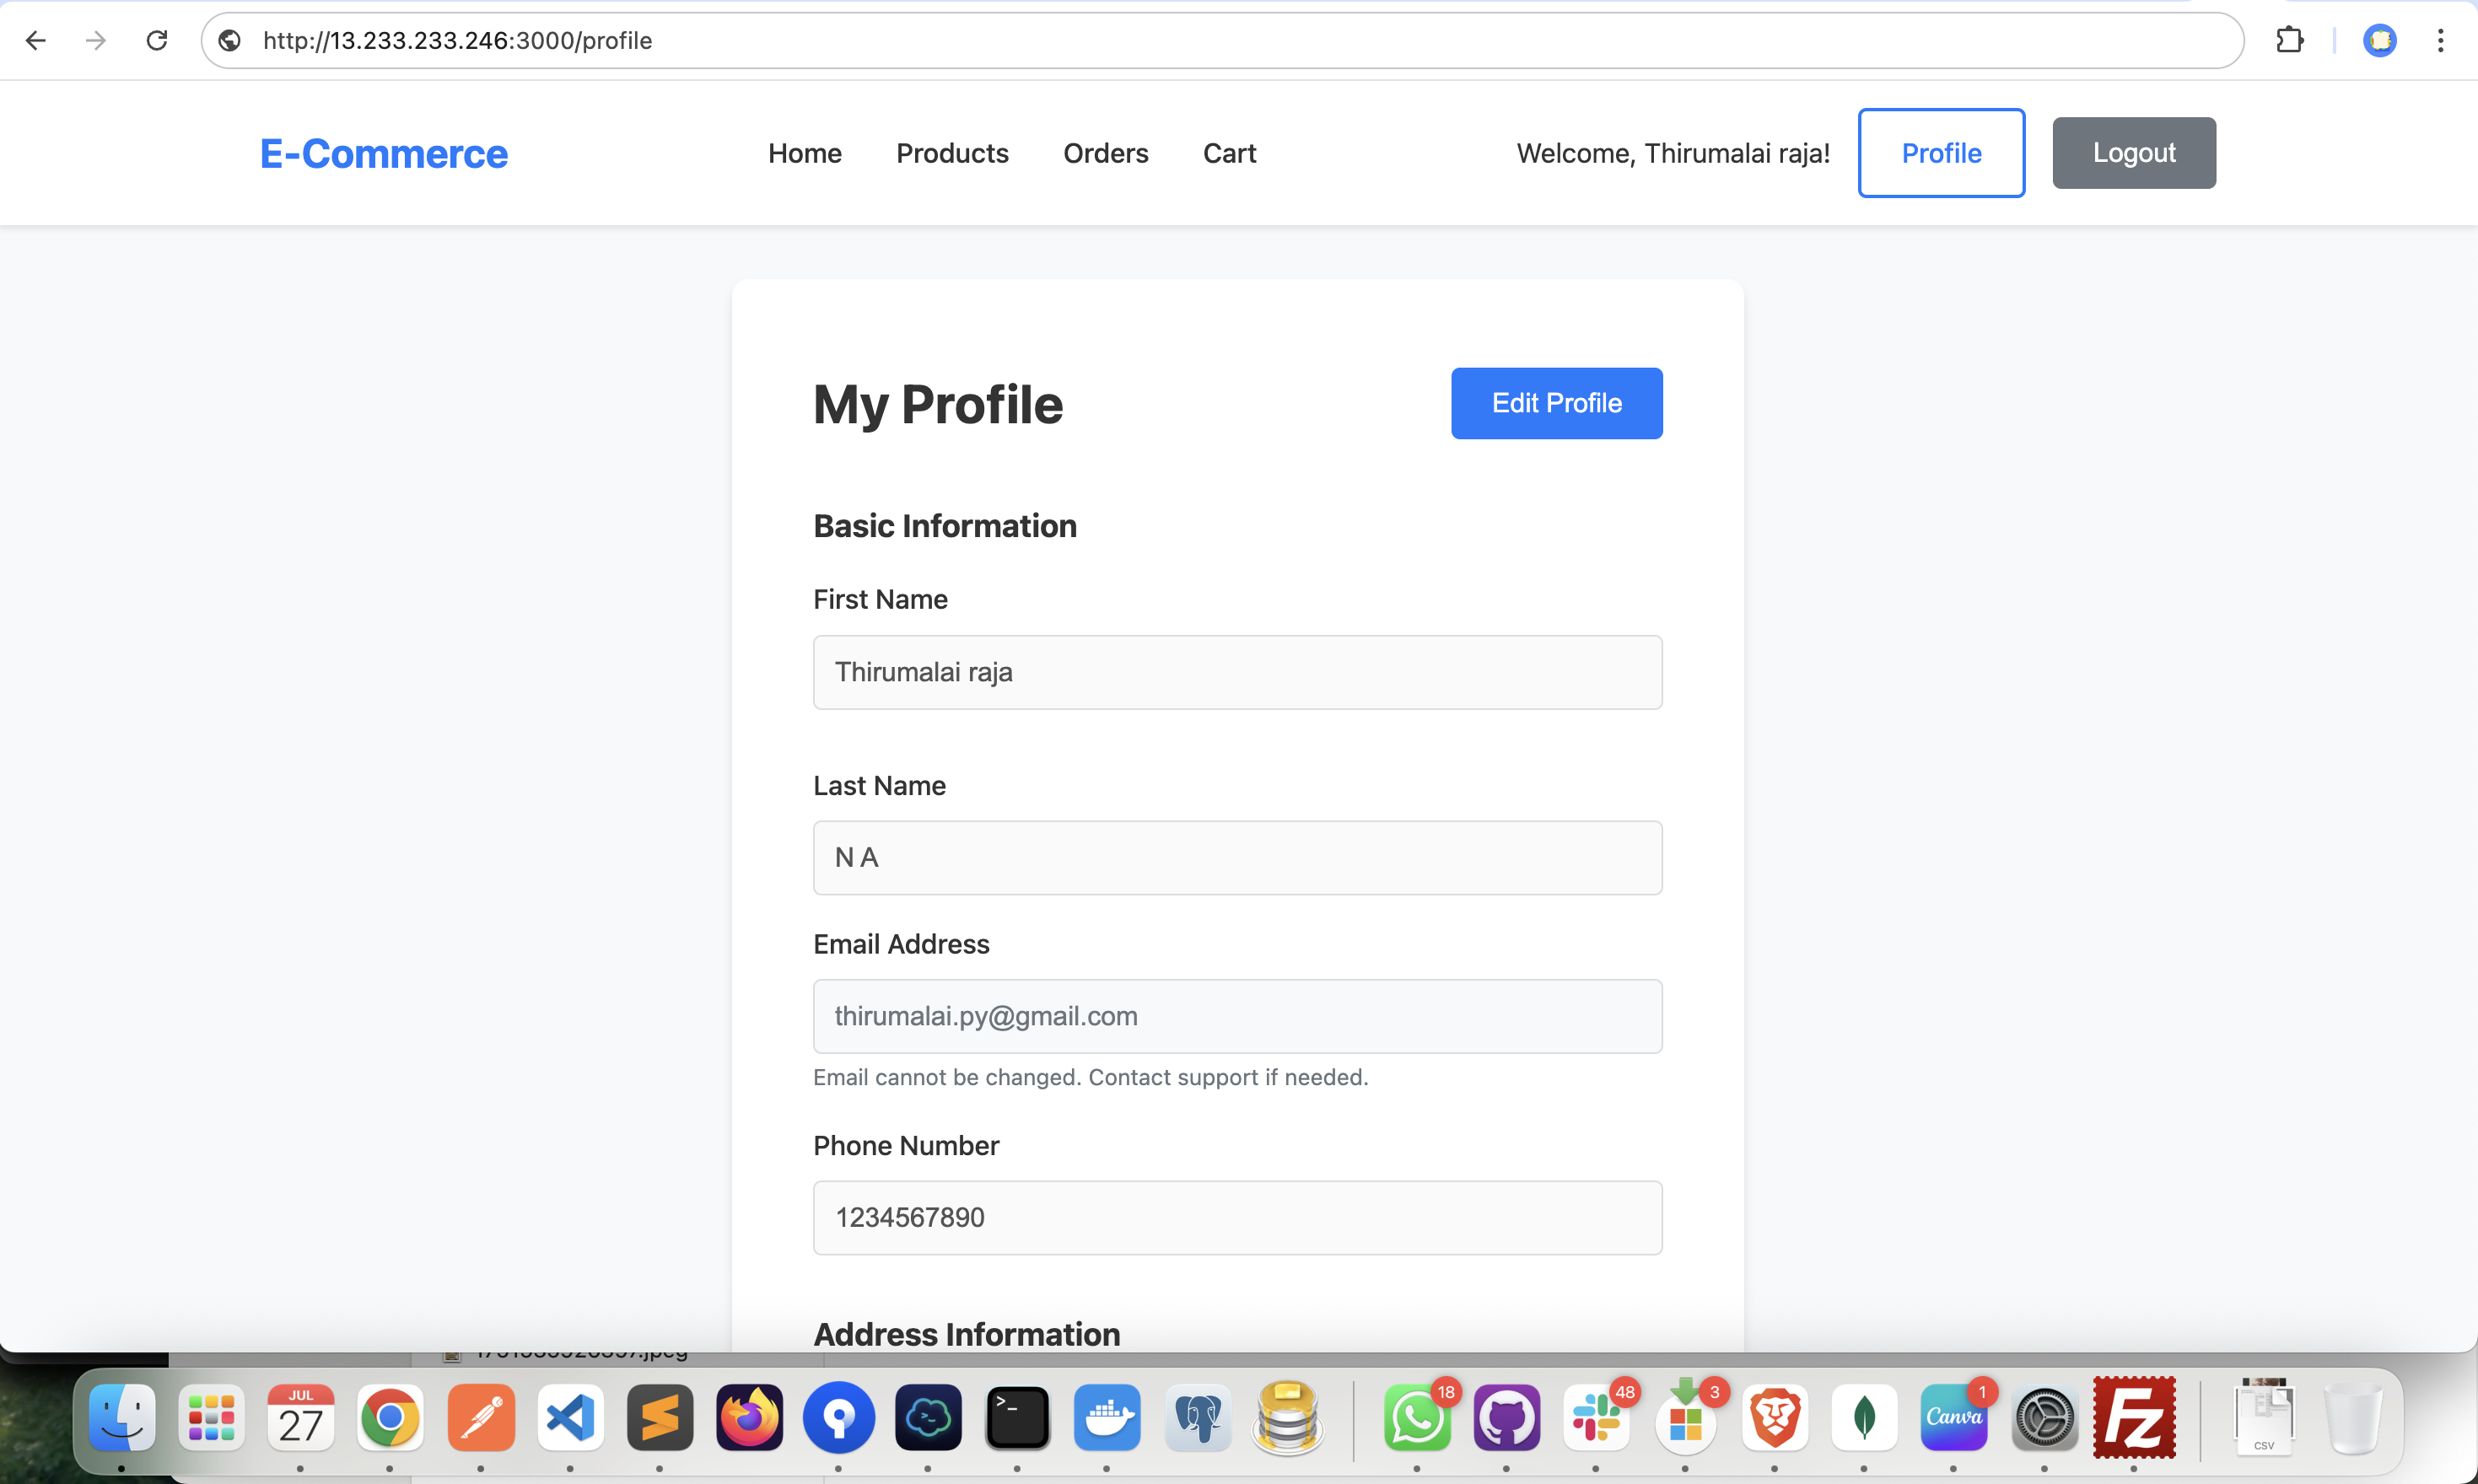 http://13.233.233.246:3000/profile
E-Commerce
Home Products Orders Cart
Welcome, Thirumalai raja! Profile Logout
My Profile
Edit Profile
Basic Information
First Name
Thirumalai raja
Last Name
N A
Email Address
thirumalai.py@gmail.com
Email cannot be changed. Contact support if needed.
Phone Number
1234567890
Address Information
JUL
27
18
48
3
Canva
1
Fz
CSV